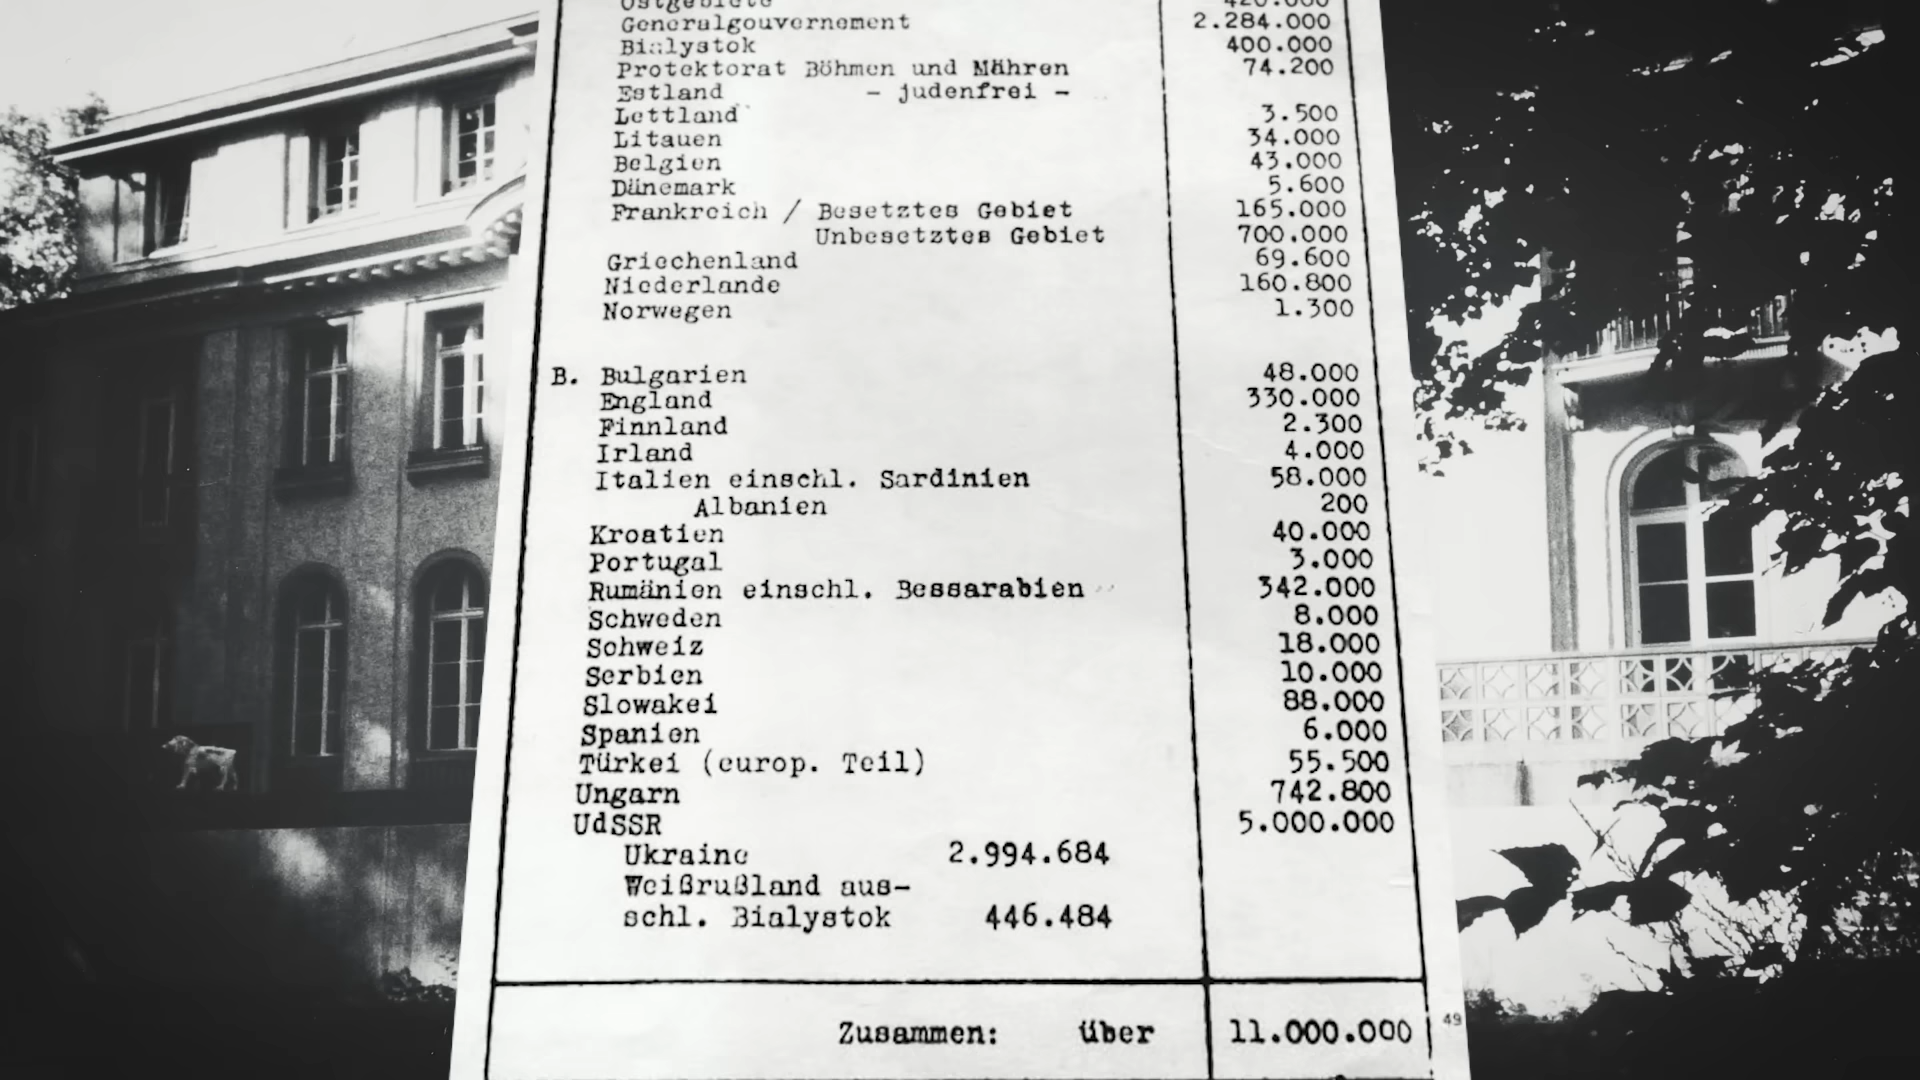 Ostgebiete 420.000
Generalgouvernement 2.284.000
Bialystok 400.000
Protektorat Böhmen und Mähren 74.200
Estland - judenfrei -
Lettland 3.500
Litauen 34.000
Belgien 43.000
Dänemark 5.600
Frankreich / Besetztes Gebiet 165.000
Unbesetztes Gebiet 700.000
Griechenland 69.600
Niederlande 160.800
Norwegen 1.300
B. Bulgarien 48.000
England 330.000
Finnland 2.300
Irland 4.000
Italien einschl. Sardinien 58.000
Albanien 200
Kroatien 40.000
Portugal 3.000
Rumänien einschl. Bessarabien 342.000
Schweden 8.000
Schweiz 18.000
Serbien 10.000
Slowakei 88.000
Spanien 6.000
Türkei (europ. Teil) 55.500
Ungarn 742.800
UdSSR 5.000.000
Ukraine 2.994.684
Weißrußland aus-
schl. Bialystok 446.484
Zusammen: über 11.000.000
49